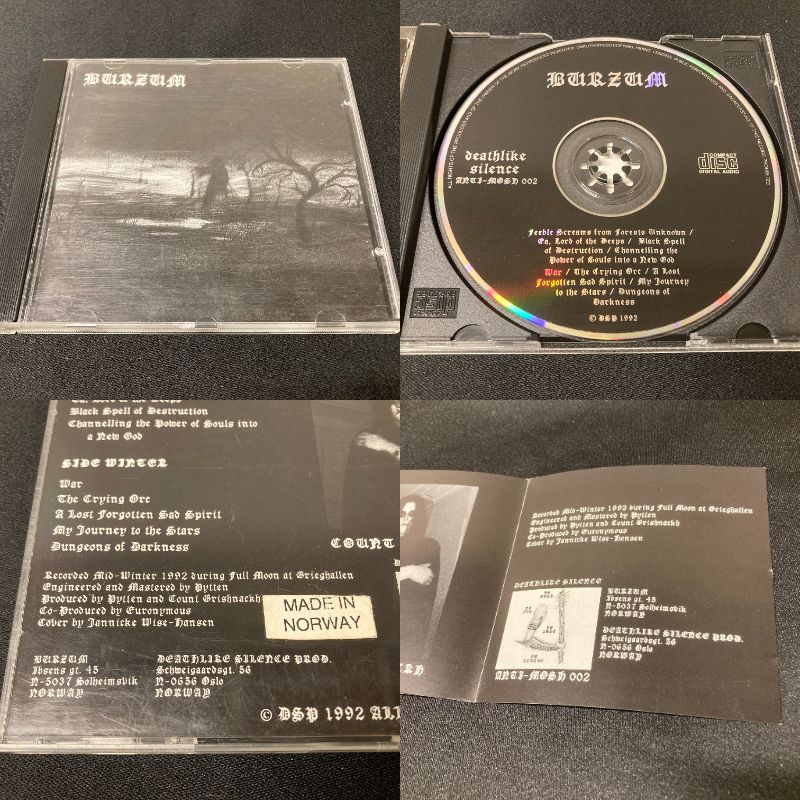 BURZUM
BURZUM
deathlike
silence
ANTI-MOSH 002
COMPACT
disc
DIGITAL AUDIO
Feeble Screams from Forests Unknown /
Ea, Lord of the Deeps / Black Spell
of Destruction / Channelling the
Power of Souls into a New God
War / The Crying Orc / A Lost
Forgotten Sad Spirit / My Journey
to the Stars / Dungeons of
Darkness
© DSP 1992
Ea, Lord of the Deeps
Black Spell of Destruction
Channelling the Power of Souls into
a New God
SIDE WINTER
War
The Crying Orc
A Lost Forgotten Sad Spirit
My Journey to the Stars
Dungeons of Darkness
COUNT
Recorded Mid-Winter 1992 during Full Moon at Grieghallen
Engineered and Mastered by Pytten
Produced by Pytten and Count Grishnackh
Co-Produced by Euronymous
Cover by Jannicke Wise-Hansen
MADE IN
NORWAY
BURZUM
Ibsens gt. 45
N-5037 Solheimsvik
NORWAY
DEATHLIKE SILENCE PROD.
Schweigaardsgt. 56
N-0656 Oslo
NORWAY
© DSP 1992 ALL
Recorded Mid-Winter 1992 during Full Moon at Grieghallen
Engineered and Mastered by Pytten
Produced by Pytten and Count Grishnackh
Co-Produced by Euronymous
Cover by Jannicke Wise-Hansen
DEATHLIKE SILENCE
BURZUM
Ibsens gt. 45
N-5037 Solheimsvik
NORWAY
DEATHLIKE SILENCE PROD.
Schweigaardsgt. 56
N-0656 Oslo
NORWAY
ANTI-MOSH 002